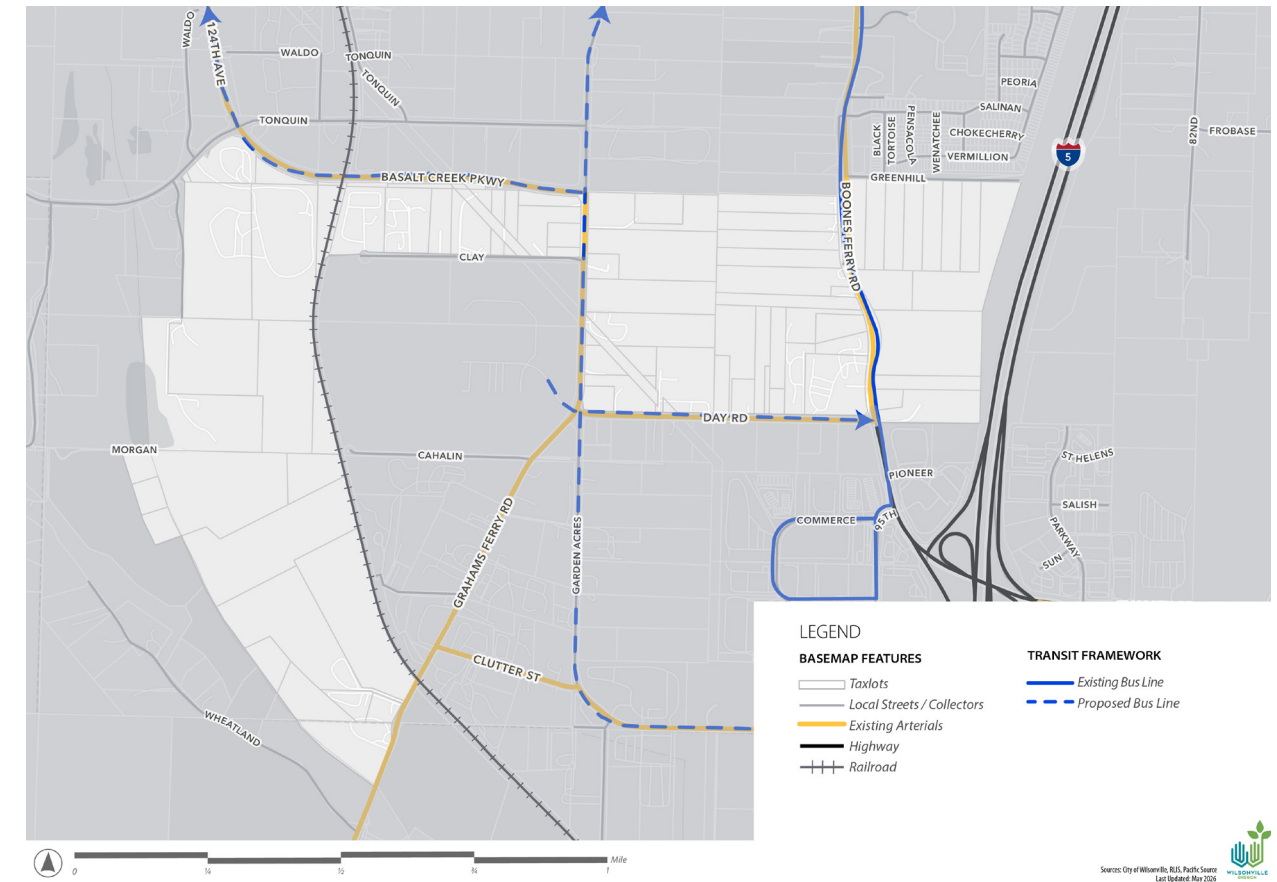 WALDO
124TH AVE
WALDO
TONQUIN
TONQUIN
TONQUIN
BASALT CREEK PKWY
CLAY
PEORIA
SALINAN
BLACK
TORTOISE
PENSACOLA
WENATCHEE
CHOKECHERRY
VERMILLION
GREENHILL
5
82ND
FROBASE
BOONES FERRY RD
DAY RD
MORGAN
CAHALIN
GRAHAMS FERRY RD
GARDEN ACRES
CLUTTER ST
WHEATLAND
PIONEER
COMMERCE
95TH
ST HELENS
SALISH
PARKWAY
SUN
LEGEND
BASEMAP FEATURES
Taxlots
Local Streets / Collectors
Existing Arterials
Highway
Railroad
TRANSIT FRAMEWORK
Existing Bus Line
Proposed Bus Line
0 ¼ ½ ¾ 1 Mile
Sources: City of Wilsonville, RLIS, Pacific Source
Last Updated: May 2026
WILSONVILLE
OREGON